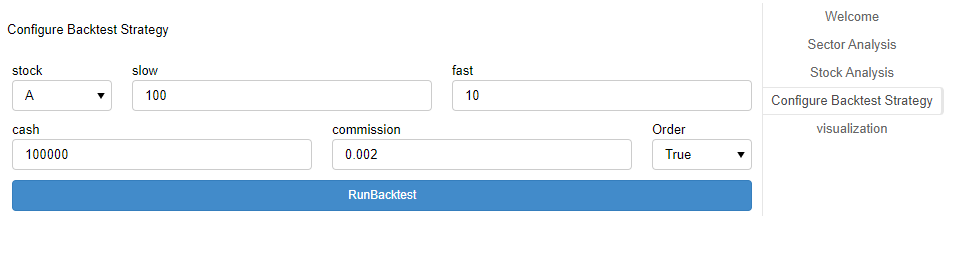 Configure Backtest Strategy
stock slow fast
A 100 10
cash commission Order
100000 0.002 True
RunBacktest
Welcome
Sector Analysis
Stock Analysis
Configure Backtest Strategy
visualization